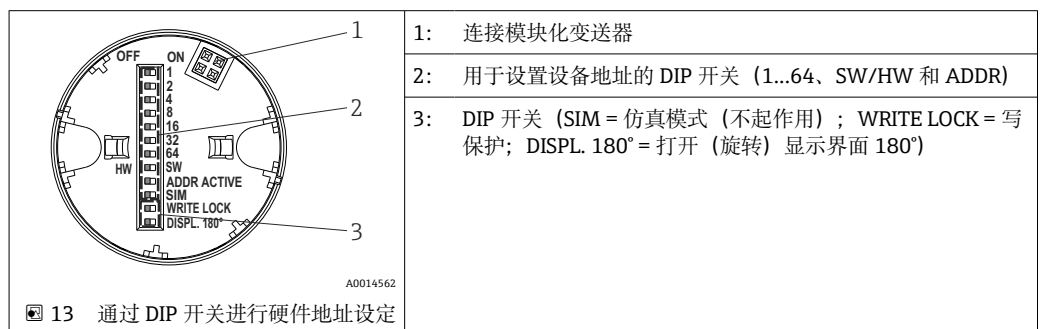 OFF ON
1
2
4
8
16
32
64
HW SW
ADDR ACTIVE
SIM
WRITE LOCK
DISPL. 180°
1
2
3
A0014562
13 通过 DIP 开关进行硬件地址设定
1: 连接模块化变送器
2: 用于设置设备地址的 DIP 开关（1...64、SW/HW 和 ADDR）
3: DIP 开关（SIM = 仿真模式（不起作用）；WRITE LOCK = 写
保护；DISPL. 180° = 打开（旋转）显示界面 180°）